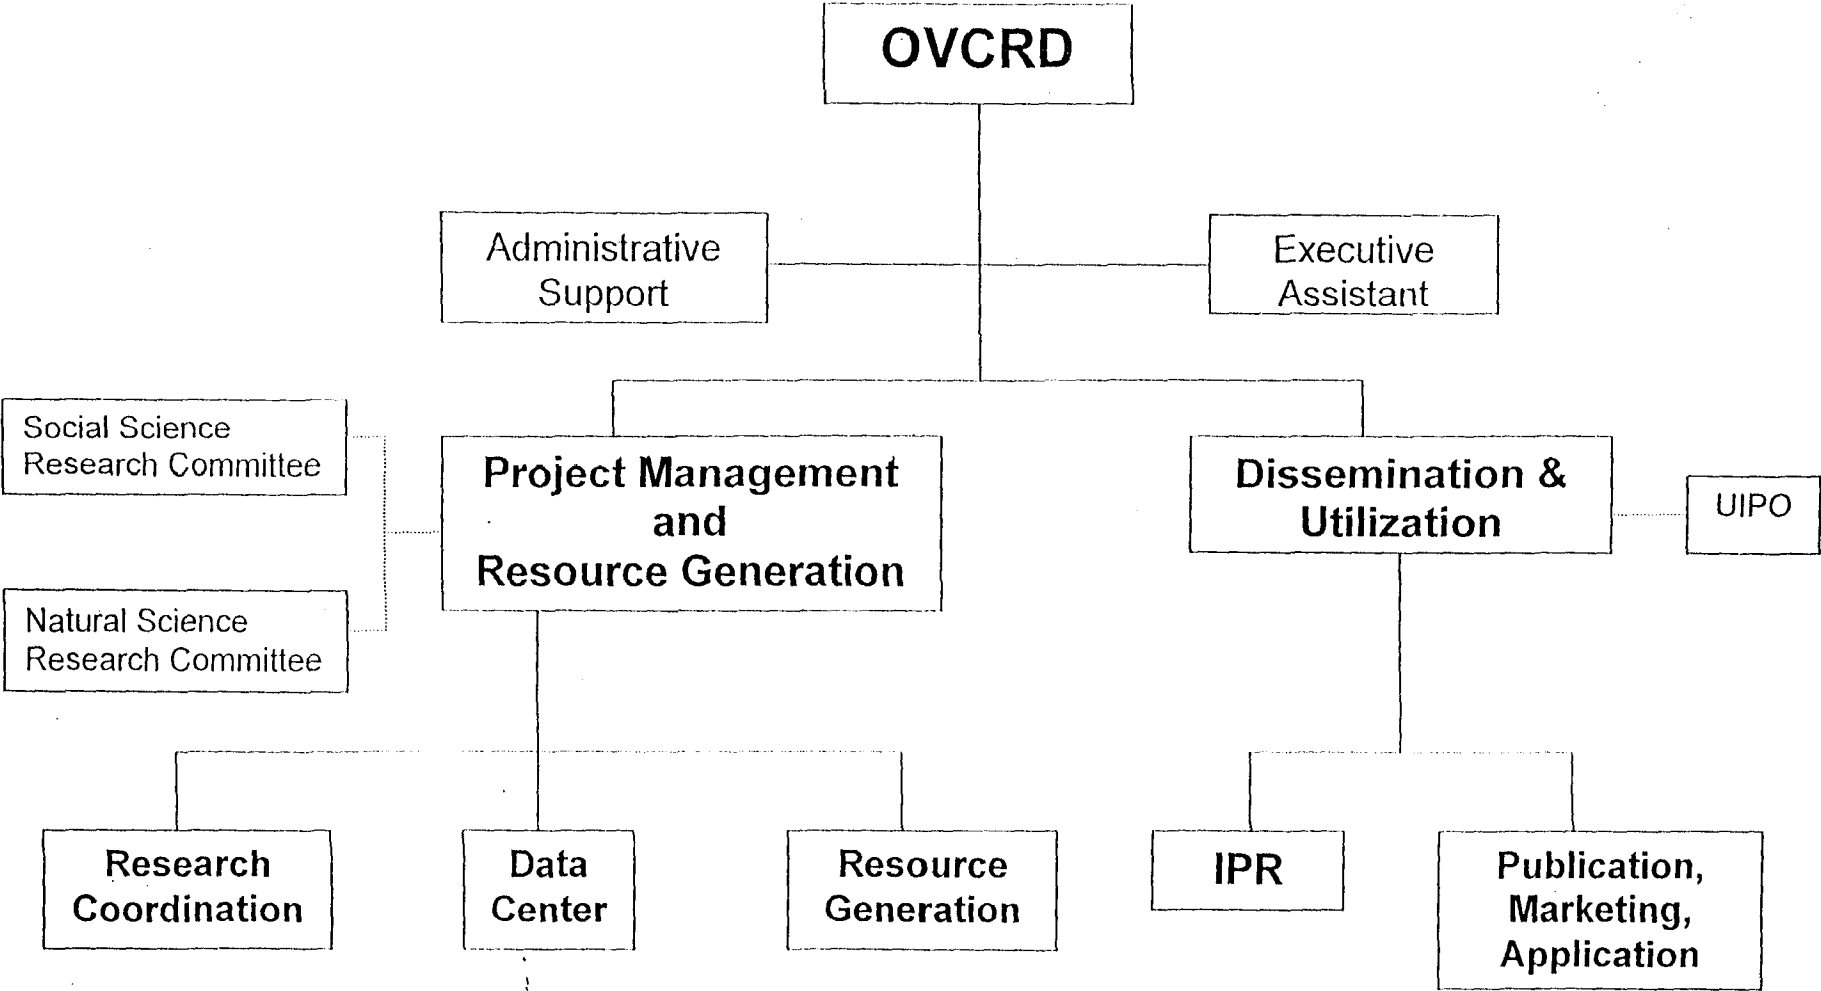 OVCRD
Administrative
Support
Executive
Assistant
Social Science
Research Committee
Project Management
and
Resource Generation
Dissemination &
Utilization
UIPO
Natural Science
Research Committee
Research
Coordination
Data
Center
Resource
Generation
IPR
Publication,
Marketing,
Application